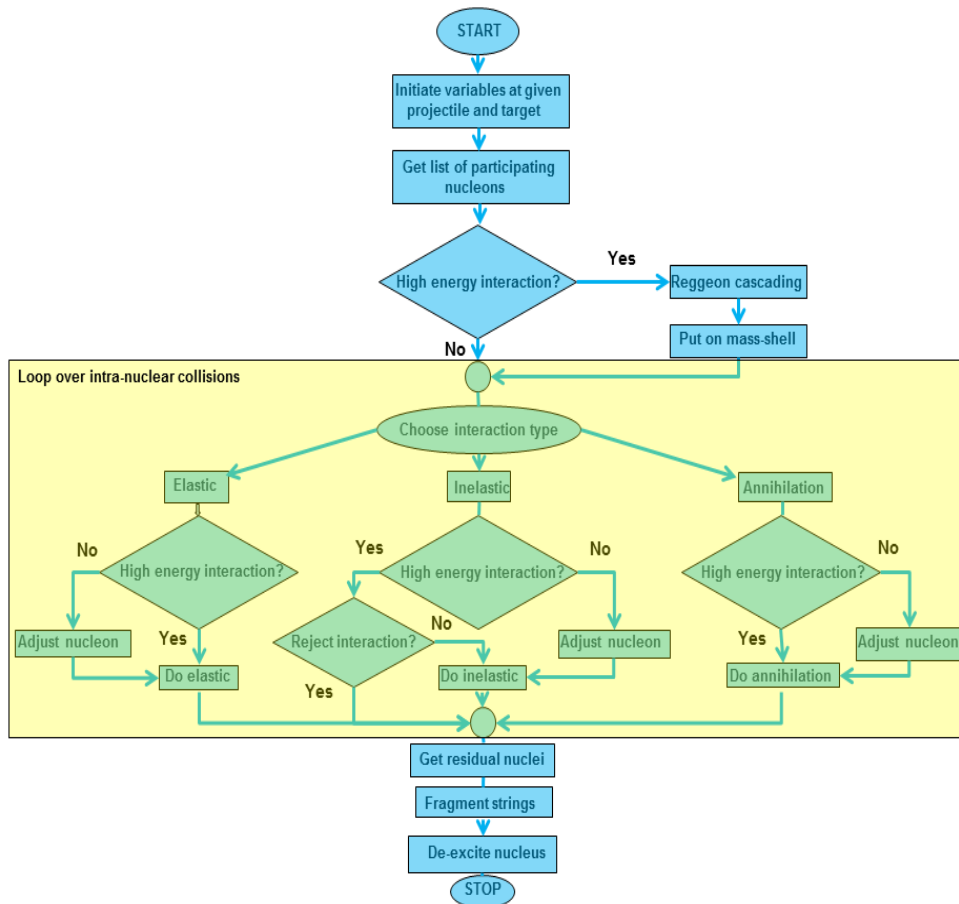 START
Initiate variables at given
projectile and target
Get list of participating
nucleons
High energy interaction?
Yes
Reggeon cascading
Put on mass-shell
No
Loop over intra-nuclear collisions
Choose interaction type
Elastic
Inelastic
Annihilation
No
High energy interaction?
Yes
High energy interaction?
No
High energy interaction?
No
Adjust nucleon
Yes
Do elastic
Reject interaction?
No
Yes
Adjust nucleon
Do inelastic
Yes
Adjust nucleon
Do annihilation
Get residual nuclei
Fragment strings
De-excite nucleus
STOP